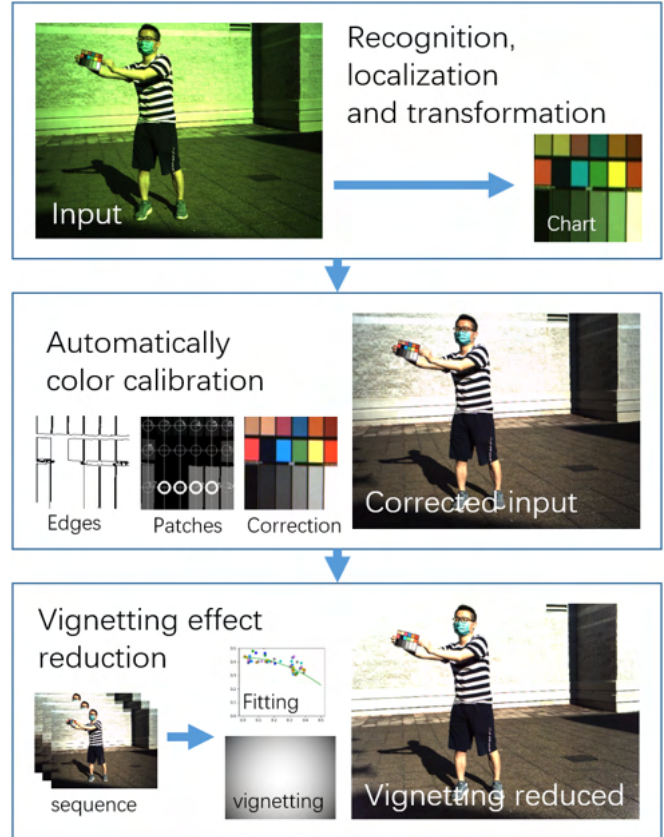 Recognition,
localization
and transformation
Input
Chart
Automatically
color calibration
Edges
Patches
Correction
Corrected input
Vignetting effect
reduction
Fitting
sequence
vignetting
Vignetting reduced